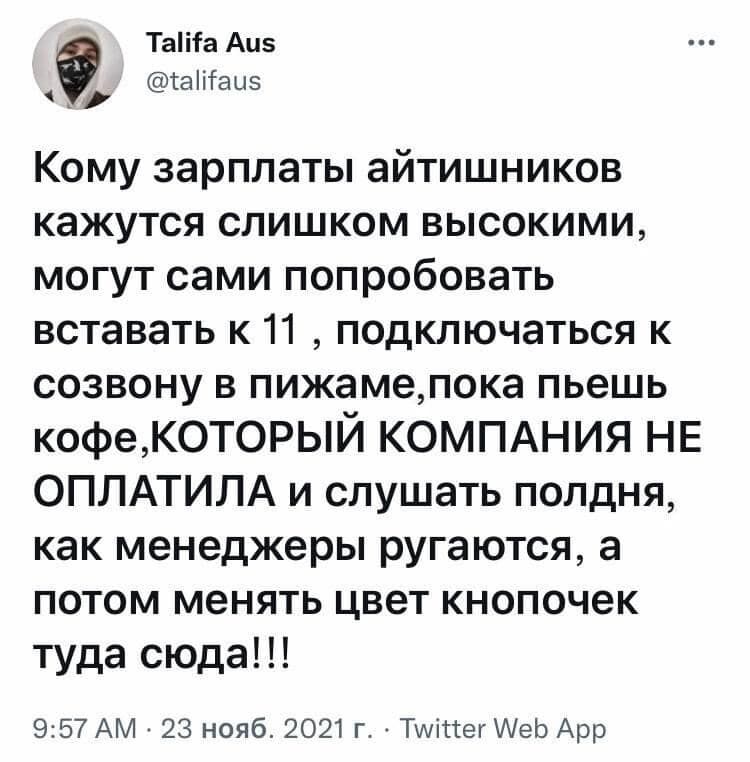 Talifa Aus
@talifaus
Кому зарплаты айтишников
кажутся слишком высокими,
могут сами попробовать
вставать к 11 , подключаться к
созвону в пижаме,пока пьешь
кофе,КОТОРЫЙ КОМПАНИЯ НЕ
ОПЛАТИЛА и слушать полдня,
как менеджеры ругаются, а
потом менять цвет кнопочек
туда сюда!!!
9:57 AM · 23 нояб. 2021 г. · Twitter Web App